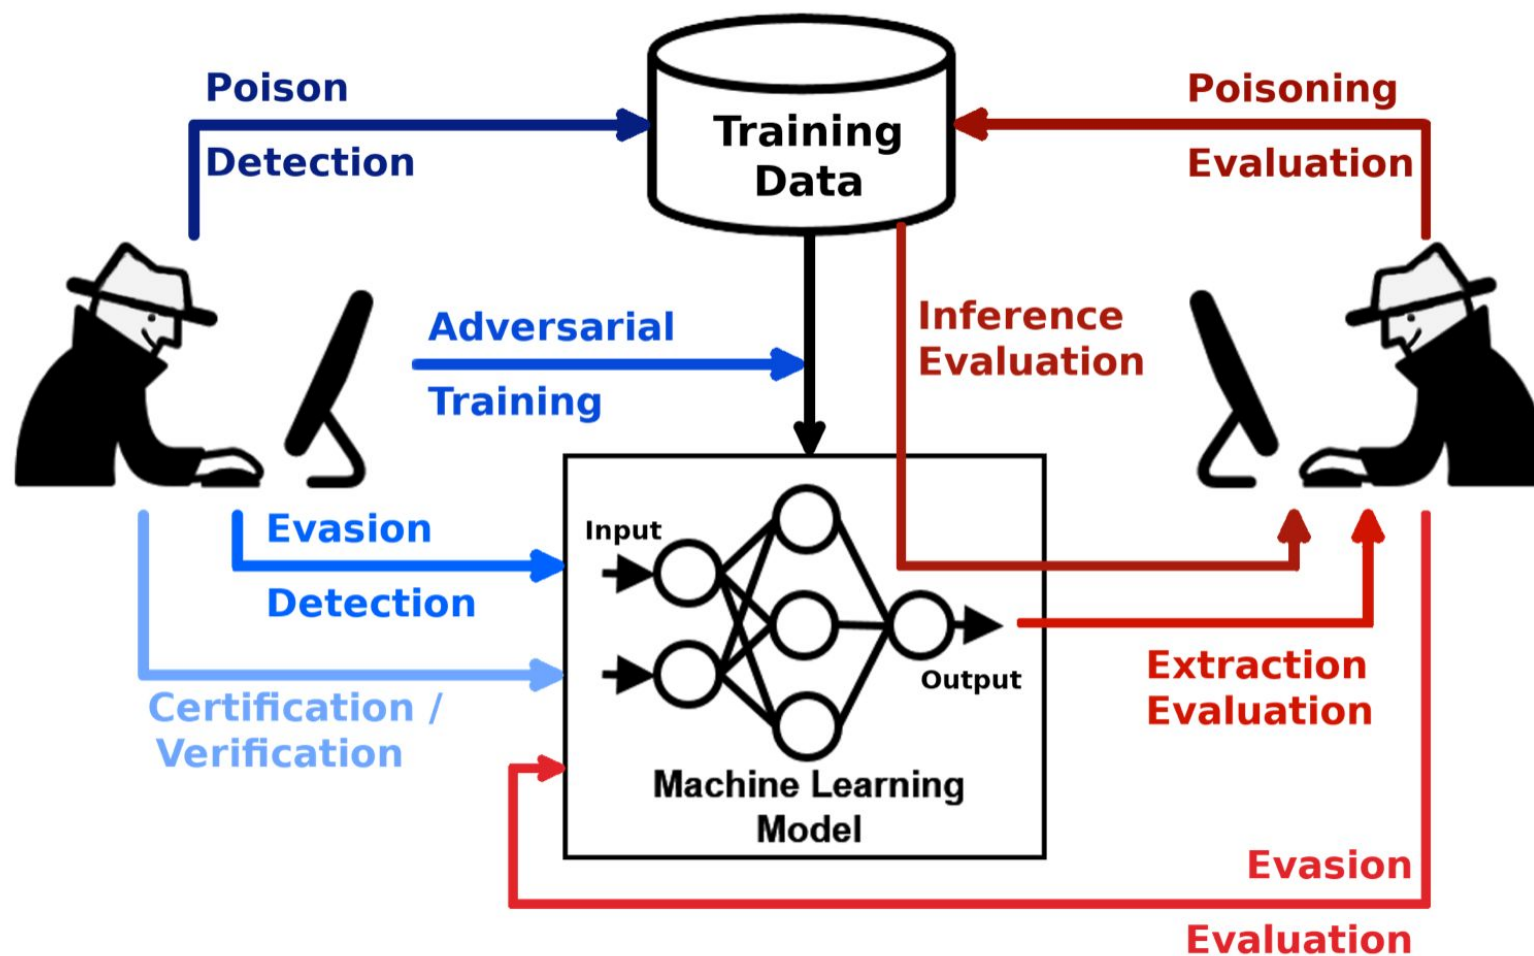 Poison
Detection
Training
Data
Poisoning
Evaluation
Adversarial
Training
Inference
Evaluation
Evasion
Detection
Certification /
Verification
Input
Output
Machine Learning
Model
Extraction
Evaluation
Evasion
Evaluation